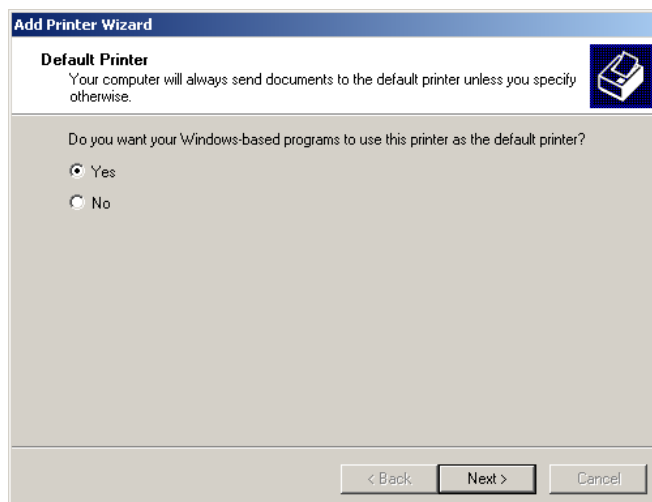 Add Printer Wizard
Default Printer
Your computer will always send documents to the default printer unless you specify
otherwise.
Do you want your Windows-based programs to use this printer as the default printer?
Yes
No
< Back
Next >
Cancel